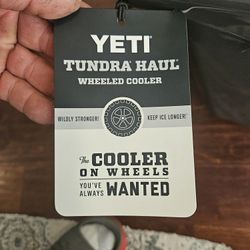 YETI
TUNDRA HAUL
WHEELED COOLER
WILDLY STRONGER! KEEP ICE LONGER!
The COOLER
ON WHEELS
YOU'VE
ALWAYS WANTED